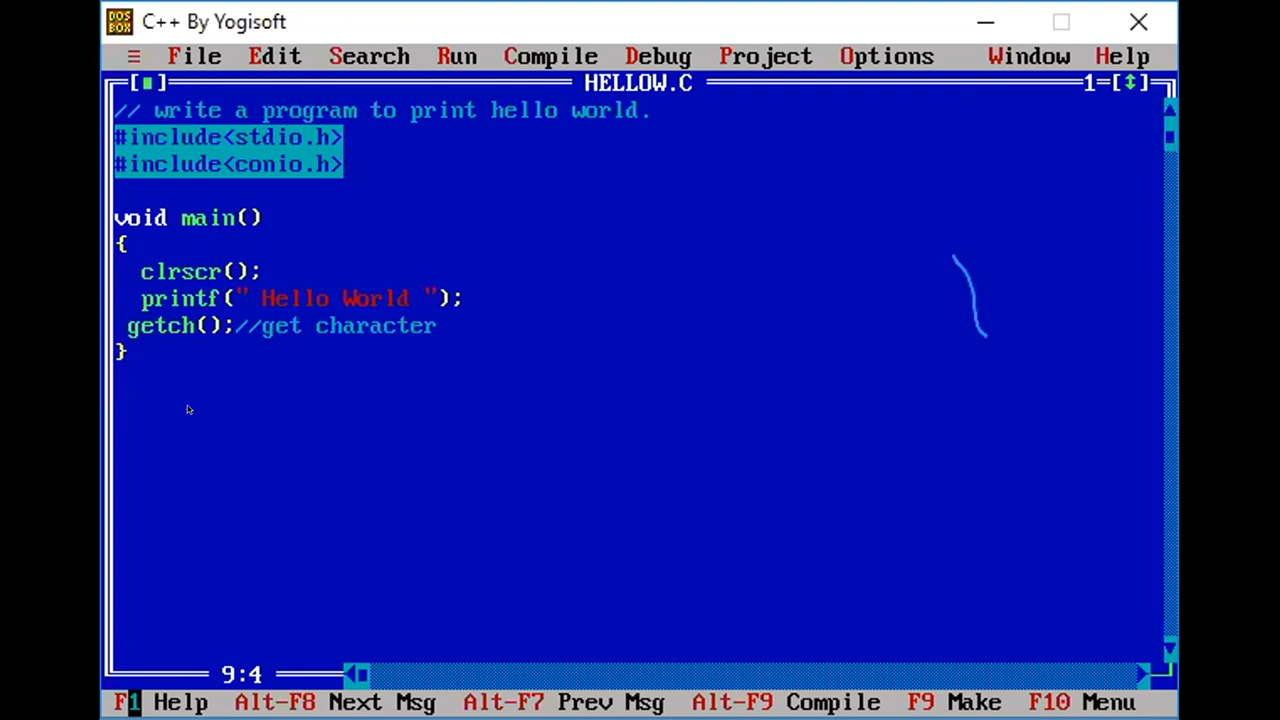 C++ By Yogisoft
≡ File Edit Search Run Compile Debug Project Options Window Help
HELLOW.C 1
// write a program to print hello world.
#include<stdio.h>
#include<conio.h>
void main()
{
clrscr();
printf(" Hello World ");
getch();//get character
}
9:4
F1 Help Alt-F8 Next Msg Alt-F7 Prev Msg Alt-F9 Compile F9 Make F10 Menu